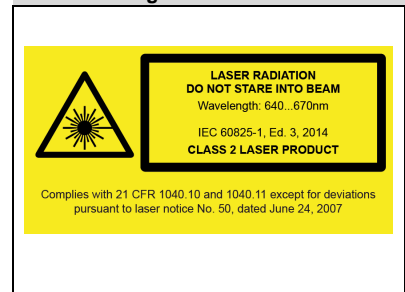 LASER RADIATION
DO NOT STARE INTO BEAM
Wavelength: 640...670nm
IEC 60825-1, Ed. 3, 2014
CLASS 2 LASER PRODUCT
Complies with 21 CFR 1040.10 and 1040.11 except for deviations
pursuant to laser notice No. 50, dated June 24, 2007